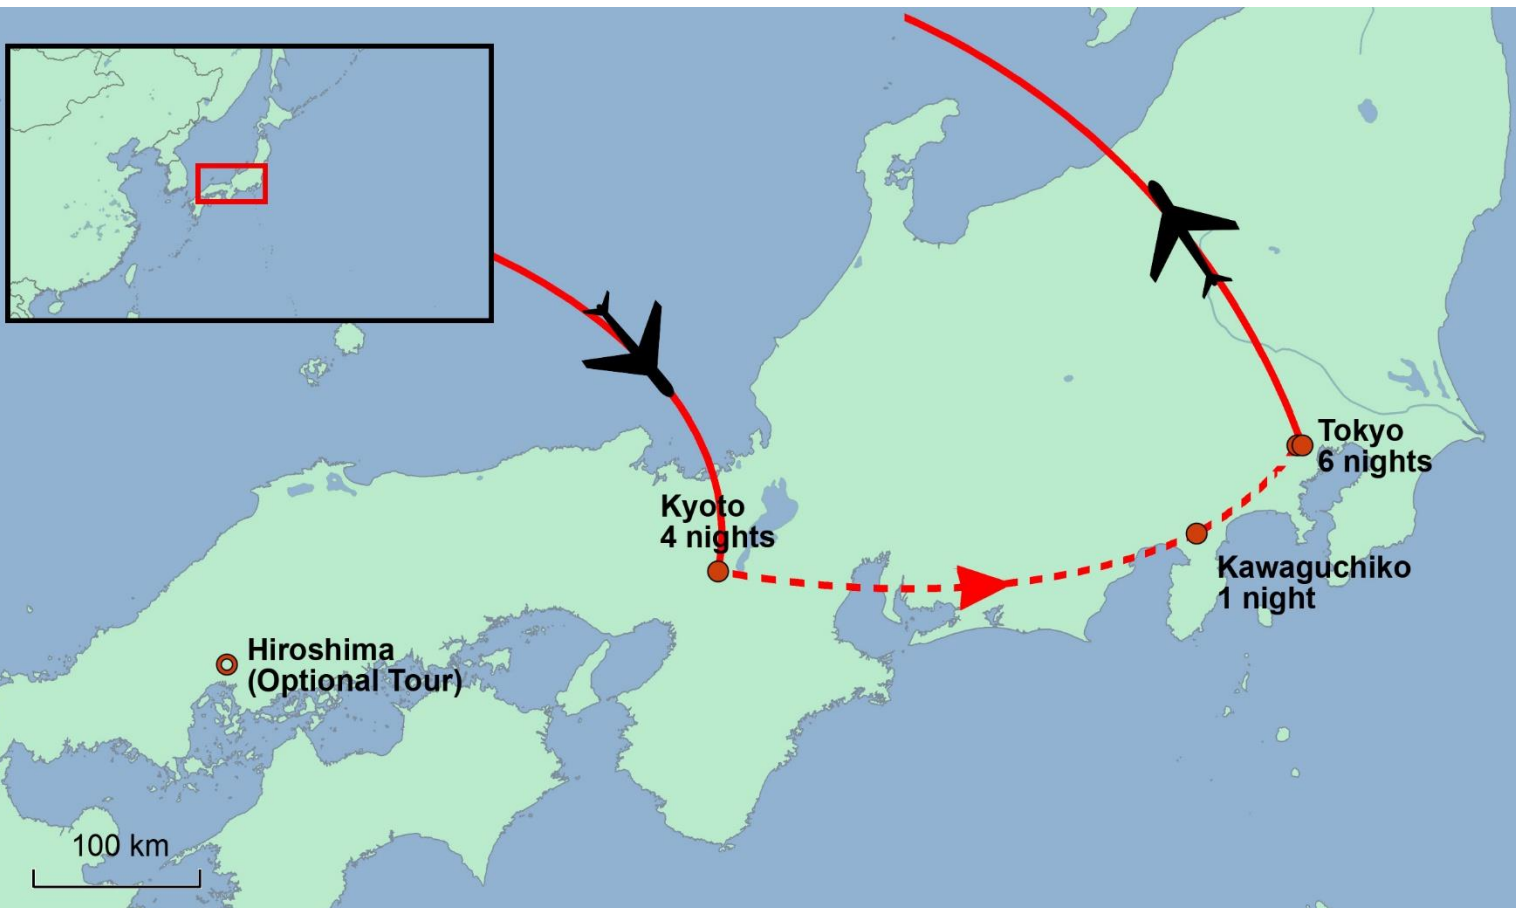 Tokyo
6 nights
Kyoto
4 nights
Kawaguchiko
1 night
Hiroshima
(Optional Tour)
100 km